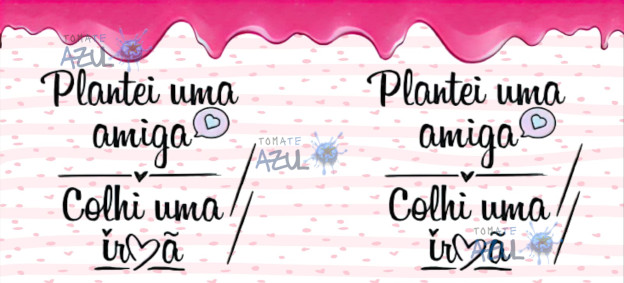 TOMATE
AZUL
Plantei uma
amiga
Colhi uma
irmã
TOMATE
AZUL
Plantei uma
amiga
Colhi uma
irmã
TOMATE
AZUL